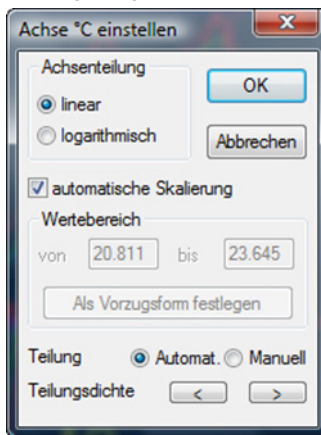 Achse °C einstellen
Achsenteilung
linear
logarithmisch
OK
Abbrechen
automatische Skalierung
Wertebereich
von 20.811 bis 23.645
Als Vorzugsform festlegen
Teilung Automat. Manuell
Teilungsdichte < >